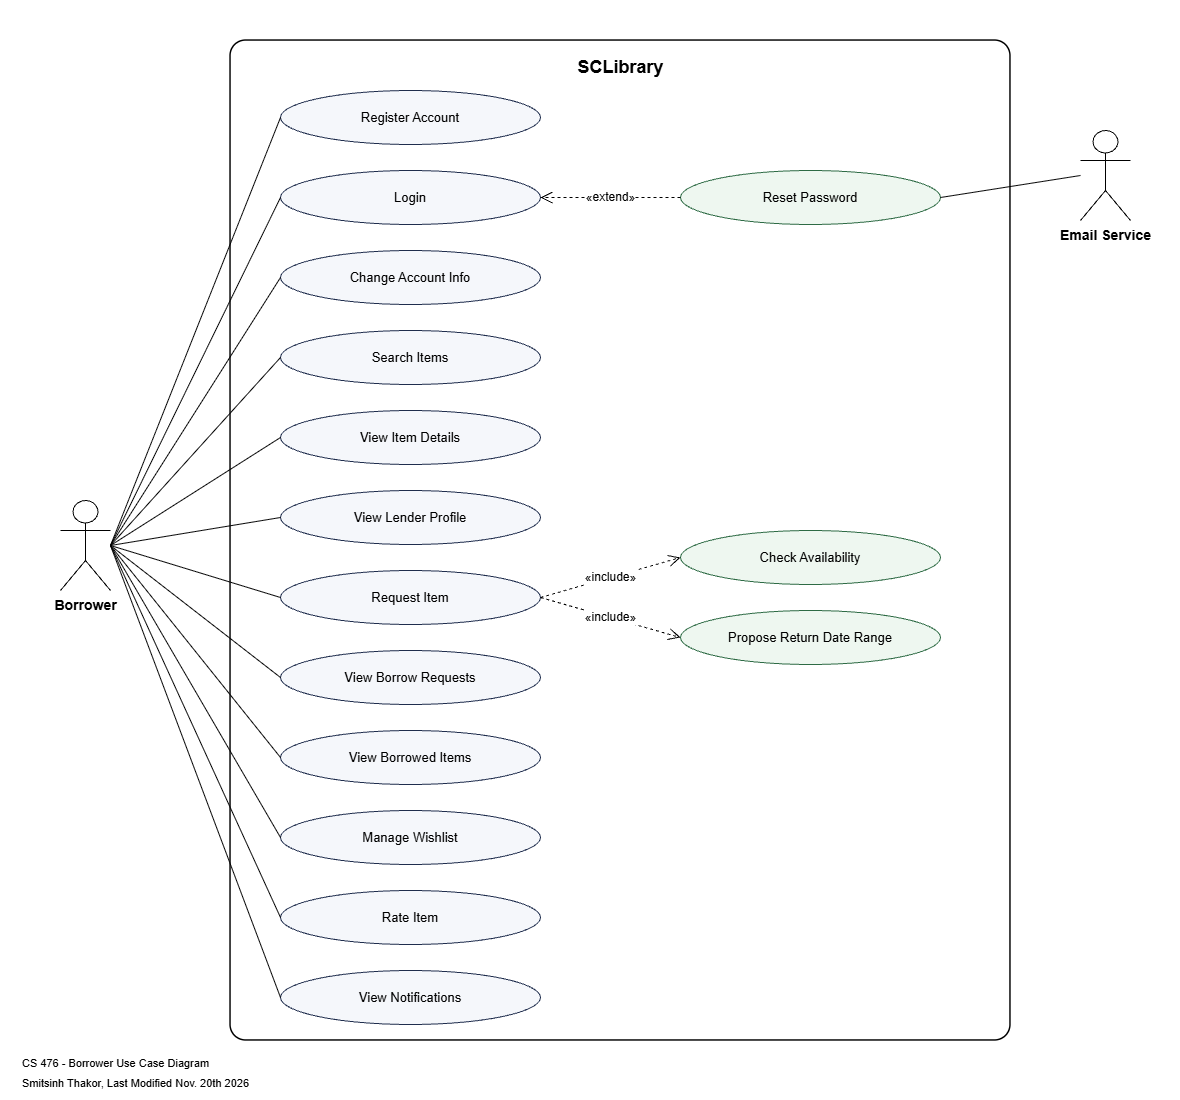 SCLibrary
Register Account
Login
«extend»
Reset Password
Email Service
Change Account Info
Search Items
View Item Details
View Lender Profile
Borrower
Request Item
«include»
Check Availability
«include»
Propose Return Date Range
View Borrow Requests
View Borrowed Items
Manage Wishlist
Rate Item
View Notifications
CS 476 - Borrower Use Case Diagram
Smitsinh Thakor, Last Modified Nov. 20th 2026